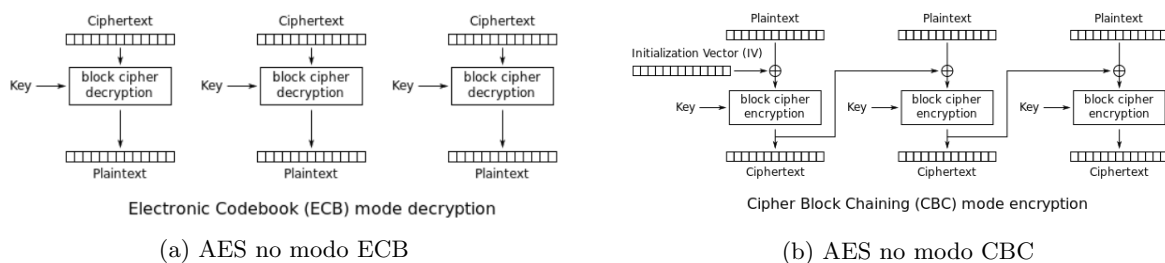 Ciphertext
Ciphertext
Ciphertext
Key
block cipher
decryption
Key
block cipher
decryption
Key
block cipher
decryption
Plaintext
Plaintext
Plaintext
Electronic Codebook (ECB) mode decryption
(a) AES no modo ECB
Plaintext
Plaintext
Plaintext
Initialization Vector (IV)
Key
block cipher
encryption
Key
block cipher
encryption
Key
block cipher
encryption
Ciphertext
Ciphertext
Ciphertext
Cipher Block Chaining (CBC) mode encryption
(b) AES no modo CBC